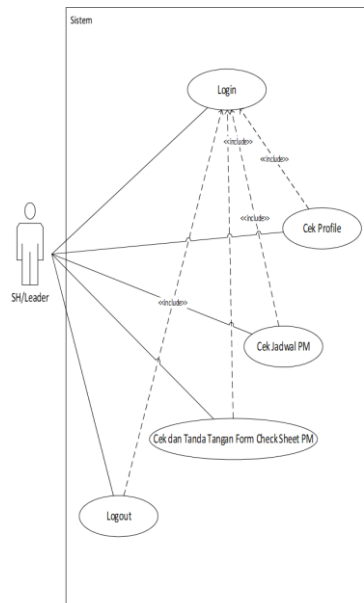 Sistem
Login
<<include>>
<<include>>
Cek Profile
<<include>>
SH/Leader
<<include>>
Cek Jadwal PM
Cek dan Tanda Tangan Form Check Sheet PM
Logout